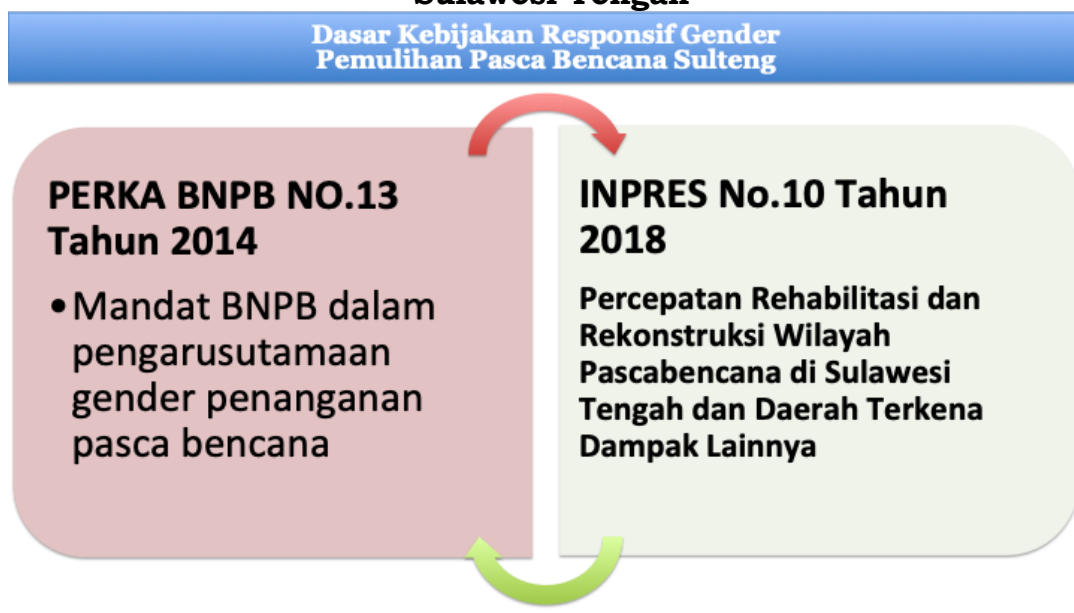 Sulawesi Tengah
Dasar Kebijakan Responsif Gender
Pemulihan Pasca Bencana Sulteng
PERKA BNPB NO.13
Tahun 2014
•Mandat BNPB dalam
pengarusutamaan
gender penanganan
pasca bencana
INPRES No.10 Tahun
2018
Percepatan Rehabilitasi dan
Rekonstruksi Wilayah
Pascabencana di Sulawesi
Tengah dan Daerah Terkena
Dampak Lainnya